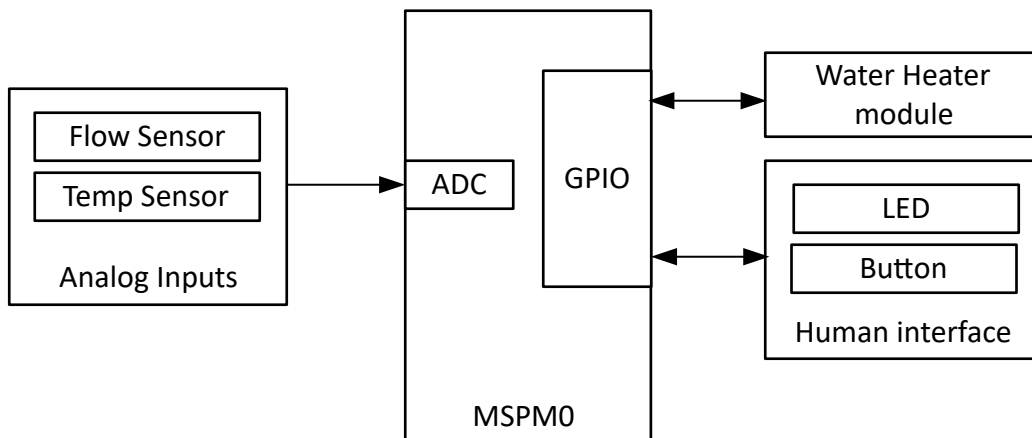 Flow Sensor
Temp Sensor
Analog Inputs
ADC
GPIO
MSPM0
Water Heater
module
LED
Button
Human interface